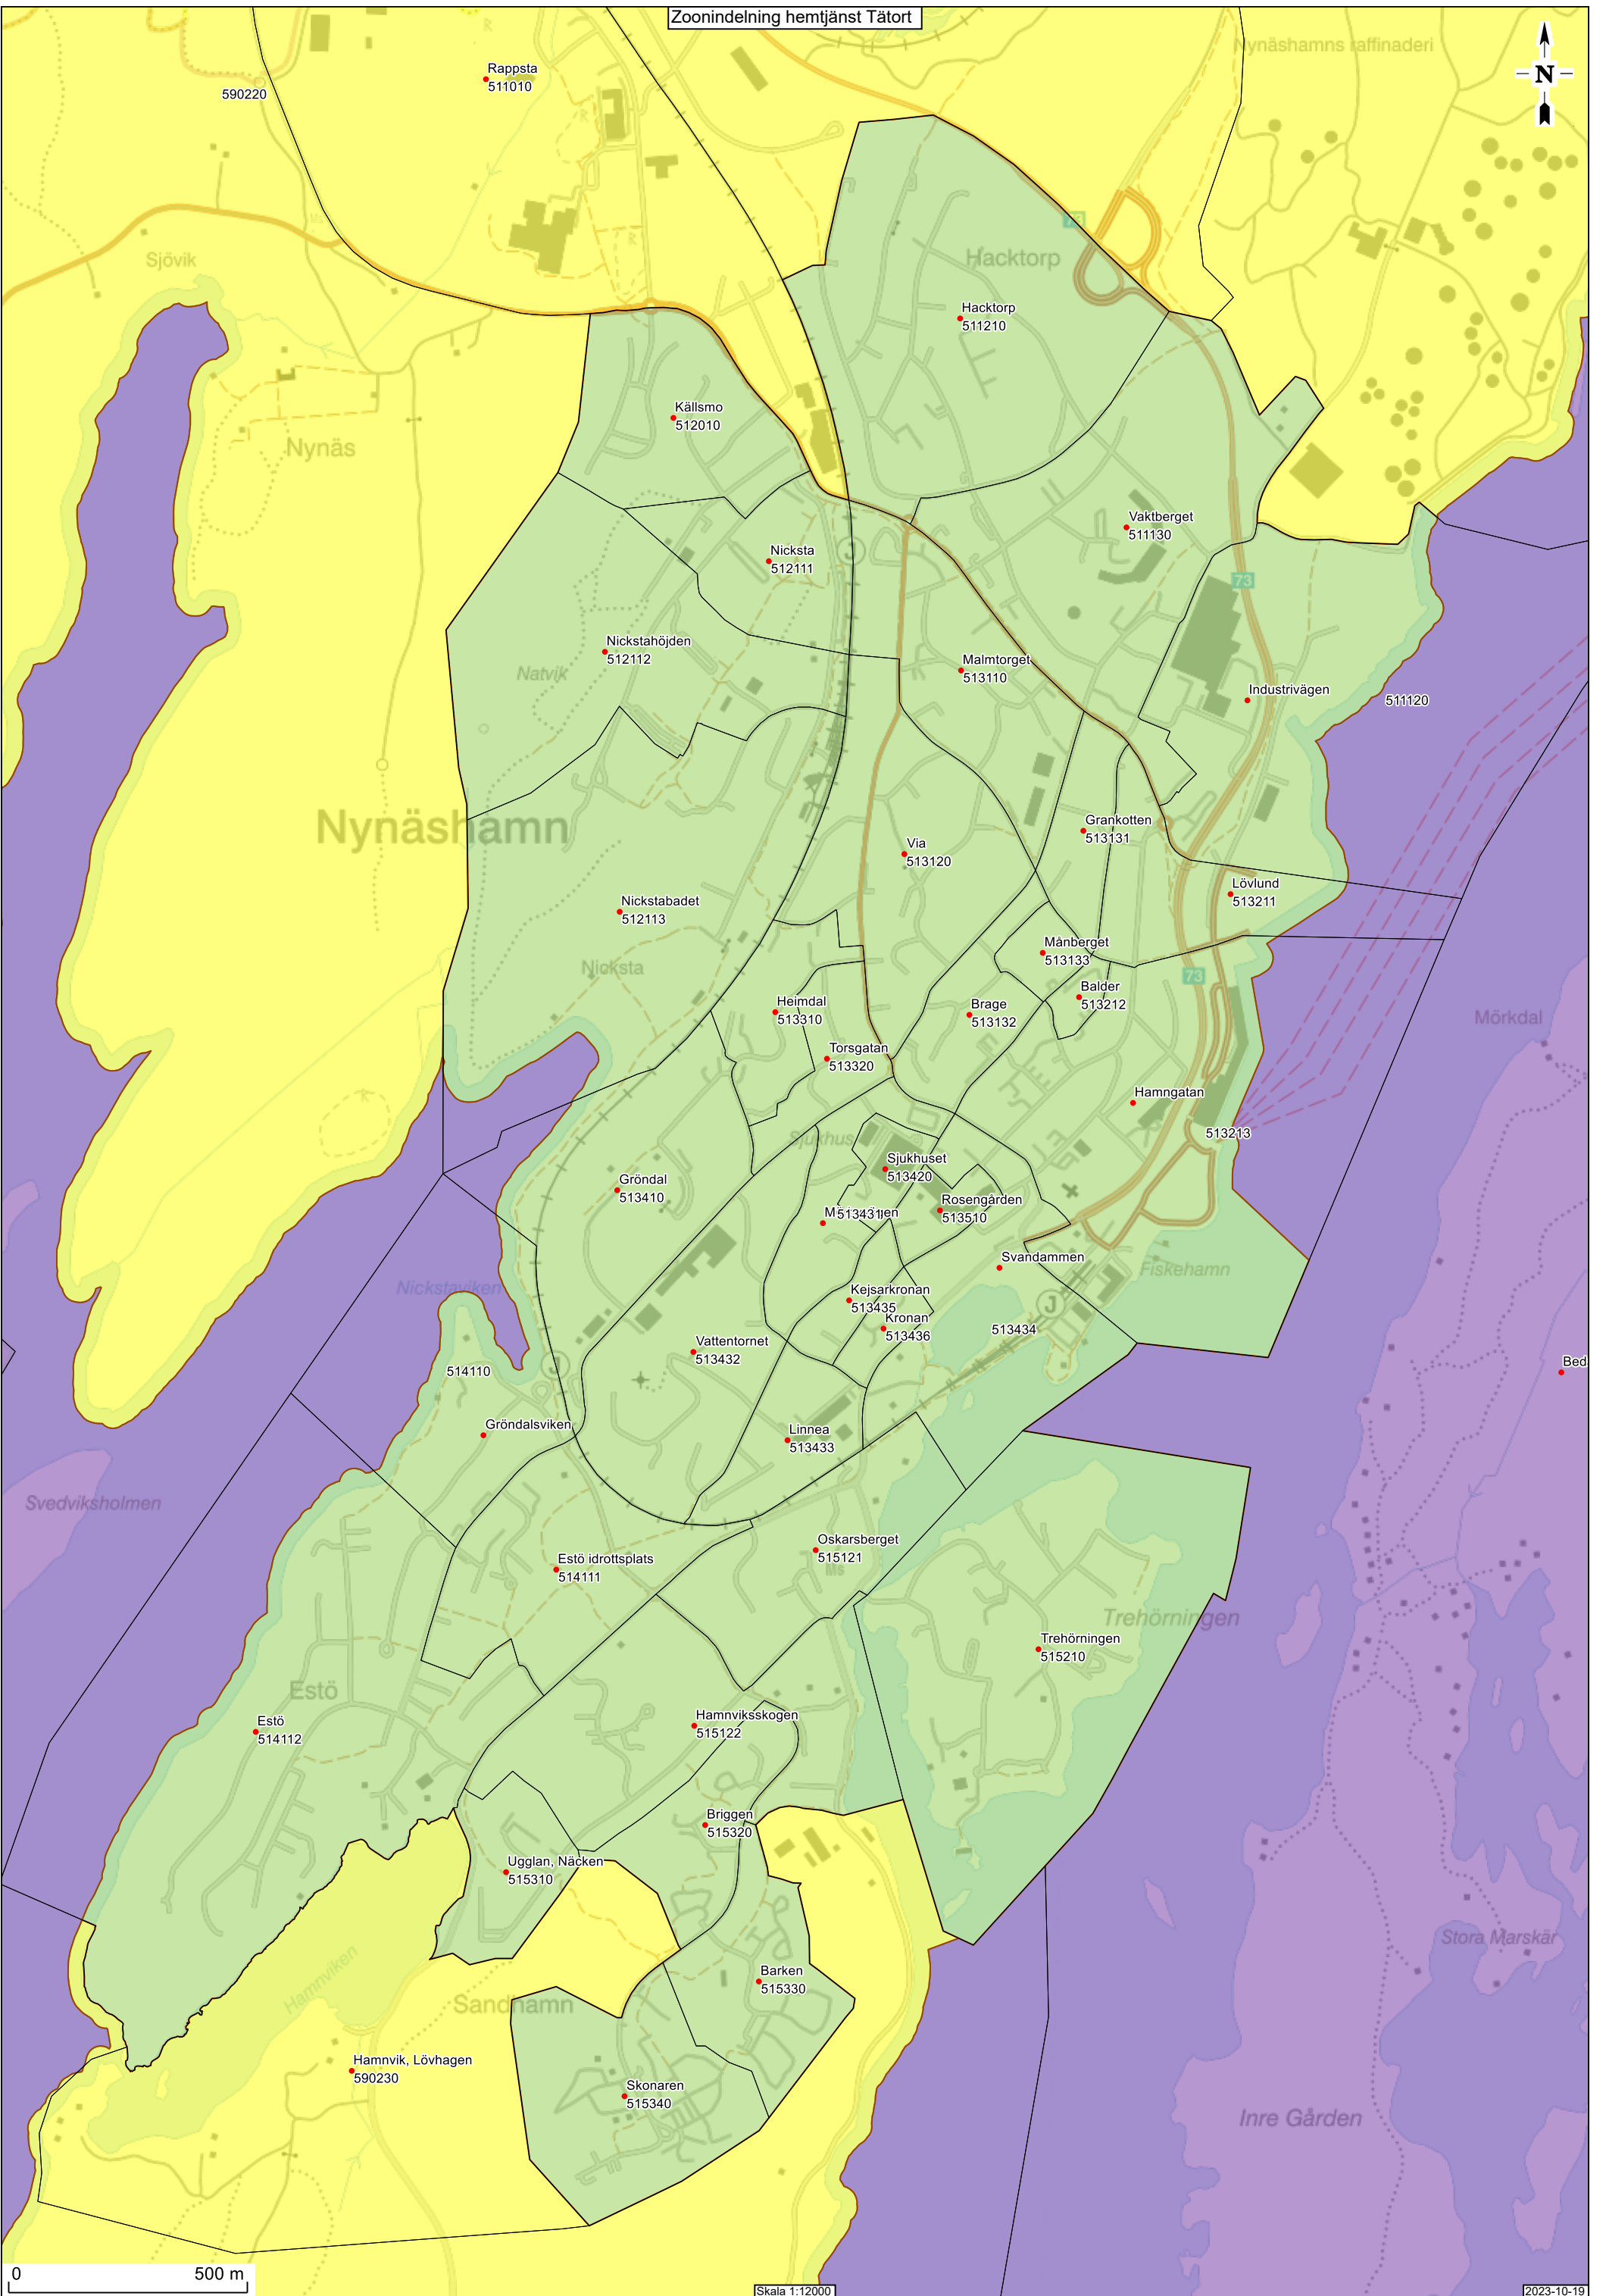 Zoonindelning hemtjänst Tätort
Nynäshamns raffinaderi
N
Rappsta
511010
590220
73
Sjövik
Hacktorp
Hacktorp
511210
Källsmo
512010
Nynäs
Vaktberget
511130
Nicksta
512111
J
73
Nickstahöjden
512112
Natvik
Malmtorget
513110
Industrivägen
511120
Nynäshamn
Grankotten
513131
Via
513120
Lövlund
513211
Nickstabadet
512113
Månberget
513133
Nicksta
73
Balder
513212
Heimdal
513310
Brage
513132
Mörkdal
Torsgatan
513320
Hamngatan
513213
Sjukhus
Sjukhuset
513420
Gröndal
513410
Rosengården
513510
513431
Svandammen
Fiskehamn
Nickstaviken
Kejsarkronan
513435
J
Kronan
513436
513434
Vattentornet
513432
Bed
514110
Gröndalsviken
Linnea
513433
Svedviksholmen
Oskarsberget
515121
Ms
Estö idrottsplats
514111
Trehörningen
Trehörningen
515210
Estö
Estö
514112
Hamnviksskogen
515122
Briggen
515320
Ugglan, Näcken
515310
Stora Marskär
Hamnviken
Barken
515330
Sandhamn
Hamnvik, Lövhagen
590230
Skonaren
515340
Inre Gården
0 500 m
Skala 1:12000
2023-10-19